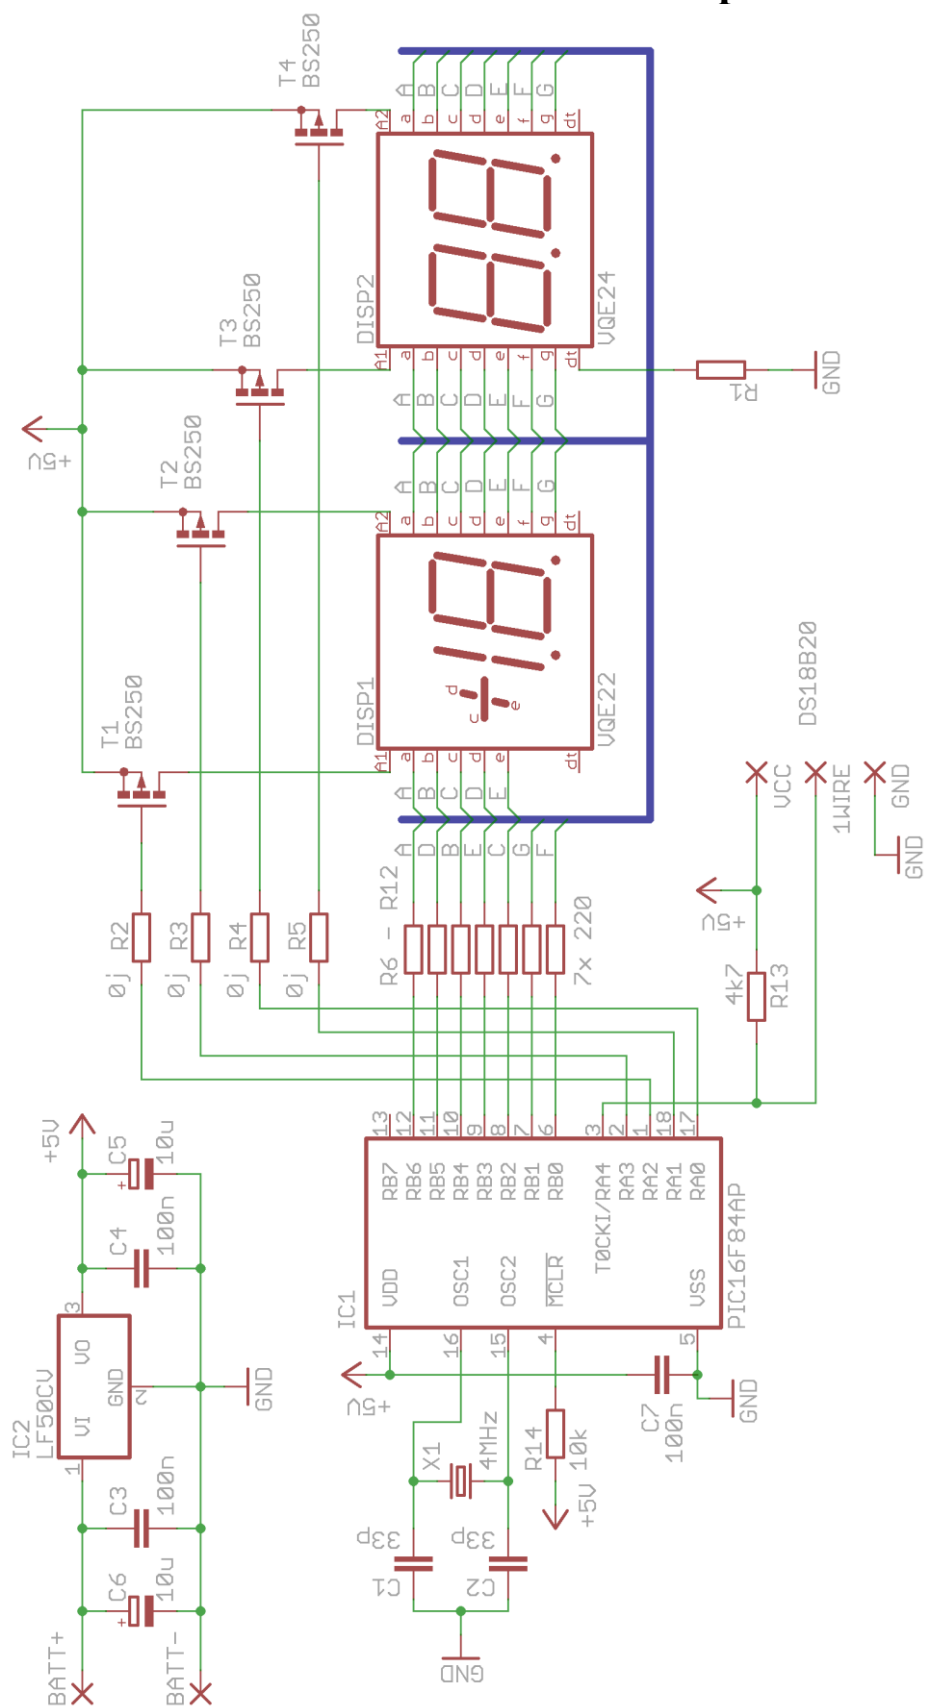 T4
BS250
T3
BS250
+5V
T2
BS250
T1
BS250
A
B
C
D
E
F
G
A2
a
b
c
d
e
f
g
dt
DISP2
VQE24
A1
a
b
c
d
e
f
g
dt
A
B
C
D
E
F
G
R1
GND
A
B
C
D
E
F
G
A2
a
b
c
d
e
f
g
dt
DISP1
d
c
e
VQE22
A1
a
b
c
d
e
dt
A
B
C
D
E
A
D
B
E
C
G
F
R6 - R12
7x 220
R2
0j
R3
0j
R4
0j
R5
0j
DS18B20
VCC
1WIRE
GND
GND
+5V
4k7
R13
+5V
C5
+
10u
C4
100n
IC2
LF50CV
3
VO
GND
2
VI
1
GND
C3
100n
C6
+
10u
BATT+
BATT-
13
12
11
10
9
8
7
6
3
2
1
18
17
RB7
RB6
RB5
RB4
RB3
RB2
RB1
RB0
T0CKI/RA4
RA3
RA2
RA1
RA0
IC1
VDD
OSC1
OSC2
MCLR
VSS
PIC16F84AP
14
16
15
4
5
+5V
C7
100n
GND
X1
4MHz
R14
10k
+5V
33p
C1
33p
C2
GND